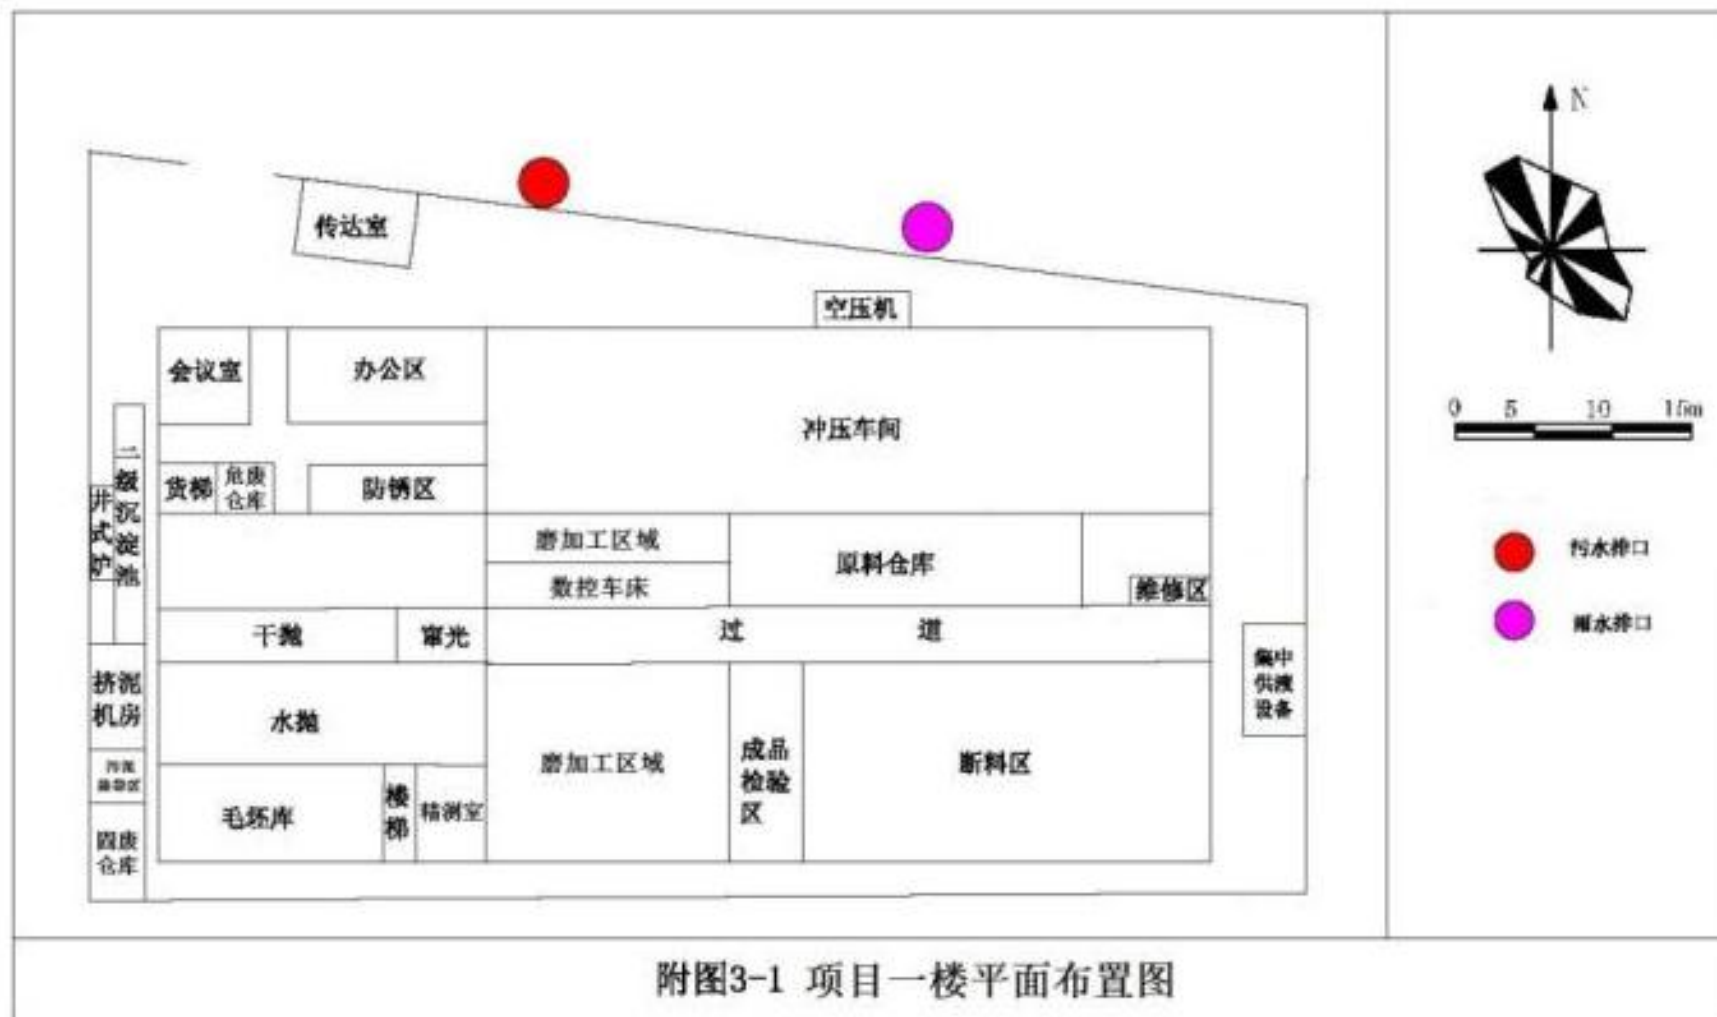 N
传达室
空压机
会议室
办公区
冲压车间
0 5 10 15m
二级沉淀池
井式炉
货梯
危废
仓库
防锈区
磨加工区域
数控车床
原料仓库
维修区
污水排口
雨水排口
干抛
窜光
过道
集中
供液
设备
挤泥
机房
水抛
磨加工区域
成品
检验
区
断料区
污泥
毛坯库
楼
梯
精测室
固废
仓库
附图3-1 项目一楼平面布置图